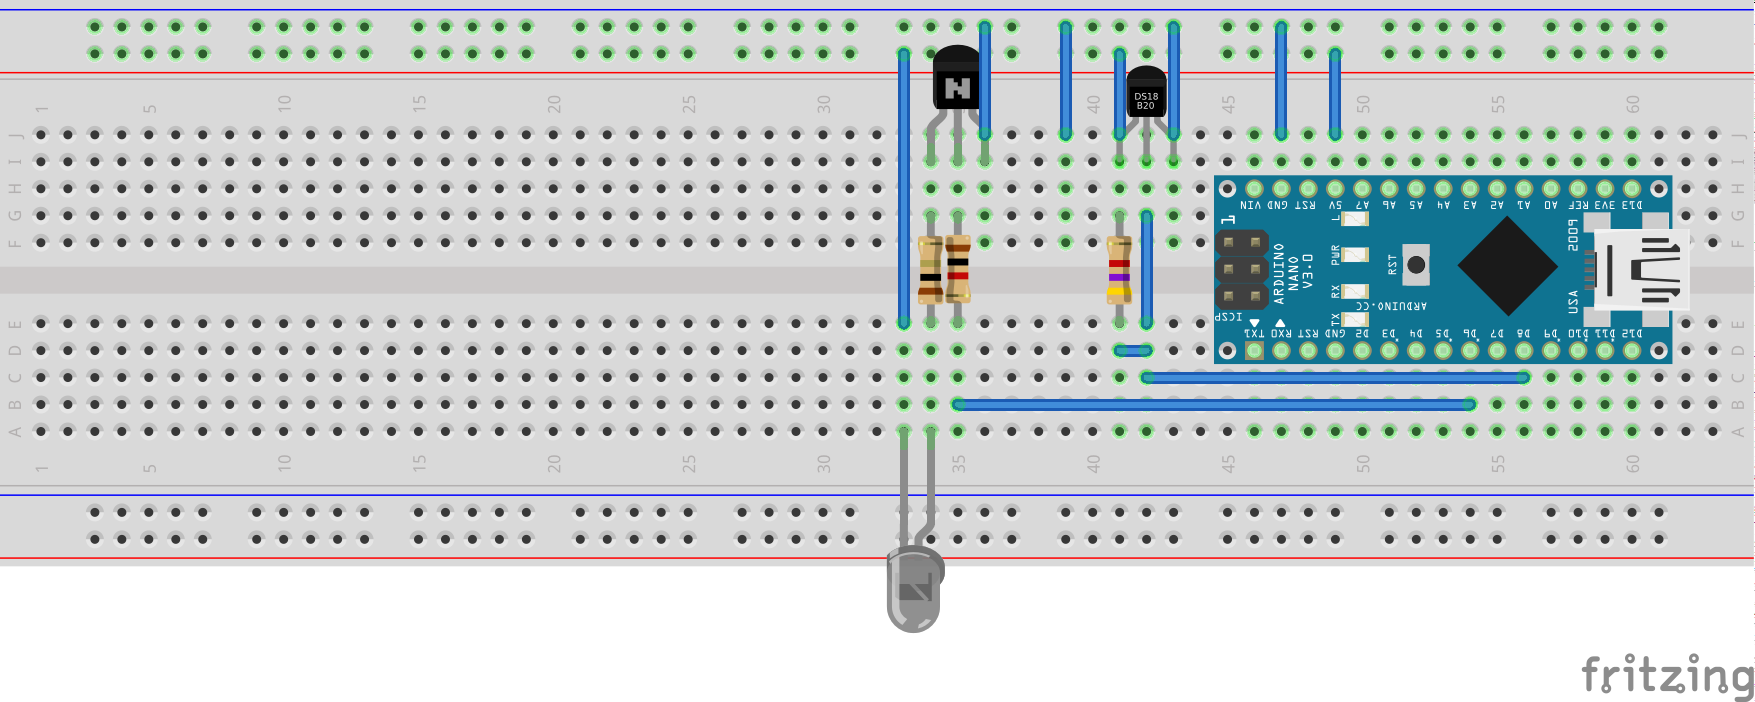 1 5 10 15 20 25 30 35 40 45 50 55 60
J J
I I
H H
G G
F F
N
DS18
B20
VIN GND RST 5V A7 A6 A5 A4 A3 A2 A1 A0 REF 3V3 D13
L
PWR
RX
TX
RST
ARDUINO
NANO
V3.0
ICSP
ARDUINO.CC
USA
2009
TX1 RX0 RST GND D2 D3 D4 D5 D6 D7 D8 D9 D10 D11 D12
E E
D D
C C
B B
A A
1 5 10 15 20 25 30 35 40 45 50 55 60
fritzing